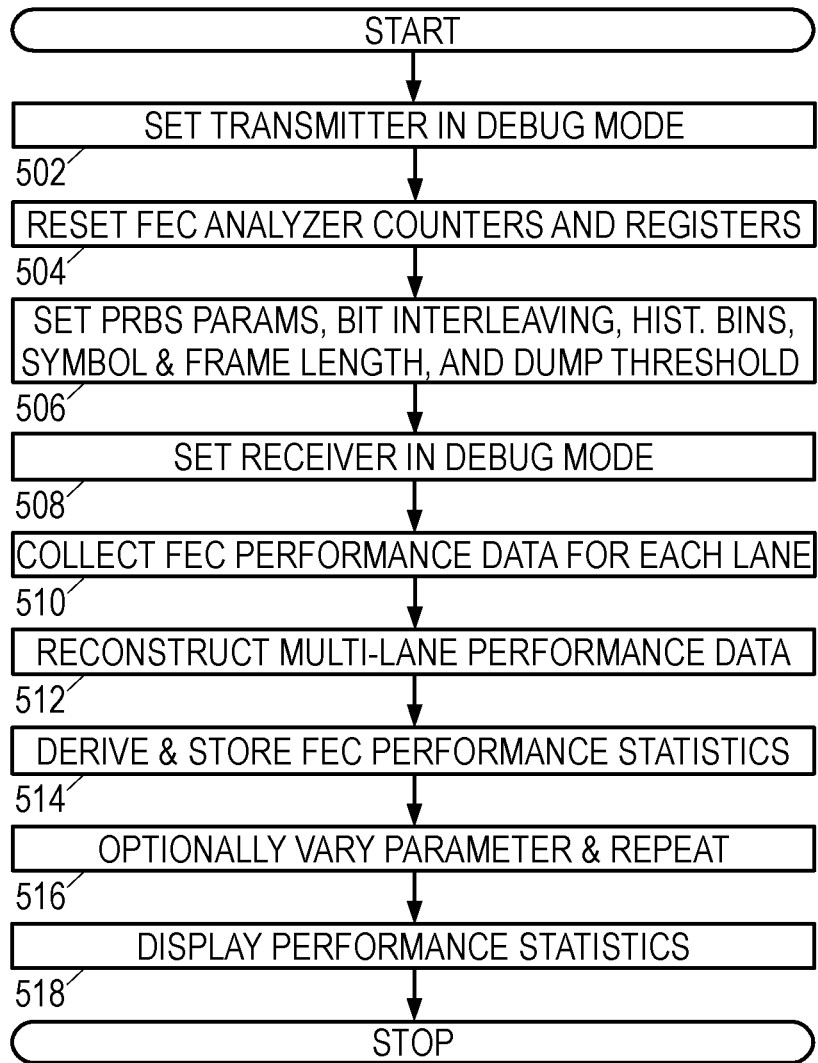 START
SET TRANSMITTER IN DEBUG MODE
502
RESET FEC ANALYZER COUNTERS AND REGISTERS
504
SET PRBS PARAMS, BIT INTERLEAVING, HIST. BINS,
SYMBOL & FRAME LENGTH, AND DUMP THRESHOLD
506
SET RECEIVER IN DEBUG MODE
508
COLLECT FEC PERFORMANCE DATA FOR EACH LANE
510
RECONSTRUCT MULTI-LANE PERFORMANCE DATA
512
DERIVE & STORE FEC PERFORMANCE STATISTICS
514
OPTIONALLY VARY PARAMETER & REPEAT
516
DISPLAY PERFORMANCE STATISTICS
518
STOP